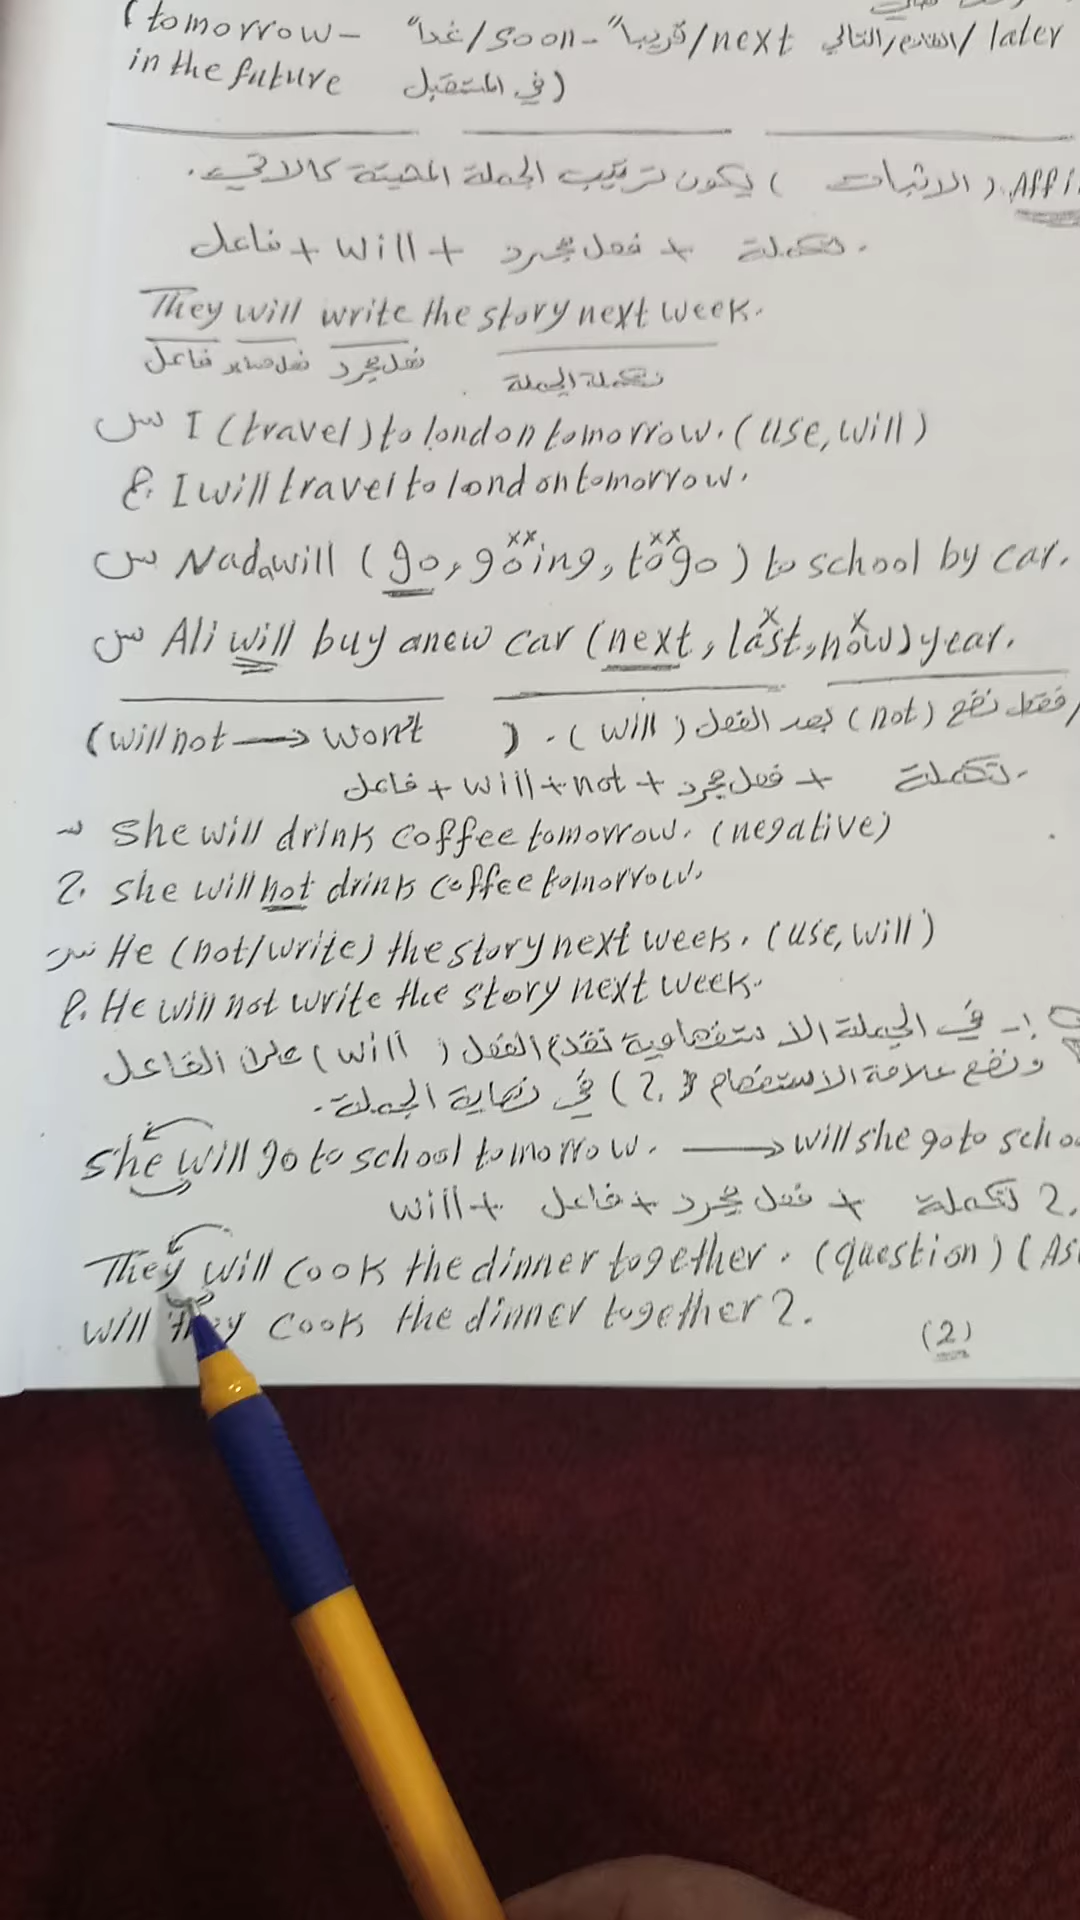 (tomorrow- غداً/soon-قريباً/next القادم/التالي/later
in the future في المستقبل)
Affi (الاثبات) يكون ترتيب الجملة المثبتة كالاتي.
فاعل + will + فعل مجرد + تكملة.
They will write the story next week.
فاعل فعل مساعد فعل مجرد تكملة الجملة
س I (travel) to london tomorrow. (use, will)
ج. I will travel to london tomorrow.
س Nada will (go, going, to go) to school by car.
س Ali will buy a new car (next, last, now) year.
فقط نضع (not) بعد الفعل (will). (will not → won't)
فاعل + will + not + فعل مجرد + تكملة.
س she will drink coffee tomorrow. (negative)
2. she will not drink coffee tomorrow.
س He (not/write) the story next week. (use, will)
ج. He will not write the story next week.
1- في الجملة الاستفهامية نقدم الفعل (will) على الفاعل
ونضع علامة الاستفهام (?) في نهاية الجملة.
she will go to school tomorrow. → will she go to scho
will + فاعل + فعل مجرد + تكملة ?.
They will cook the dinner together. (question) (As
will they cook the dinner together?.
(2)